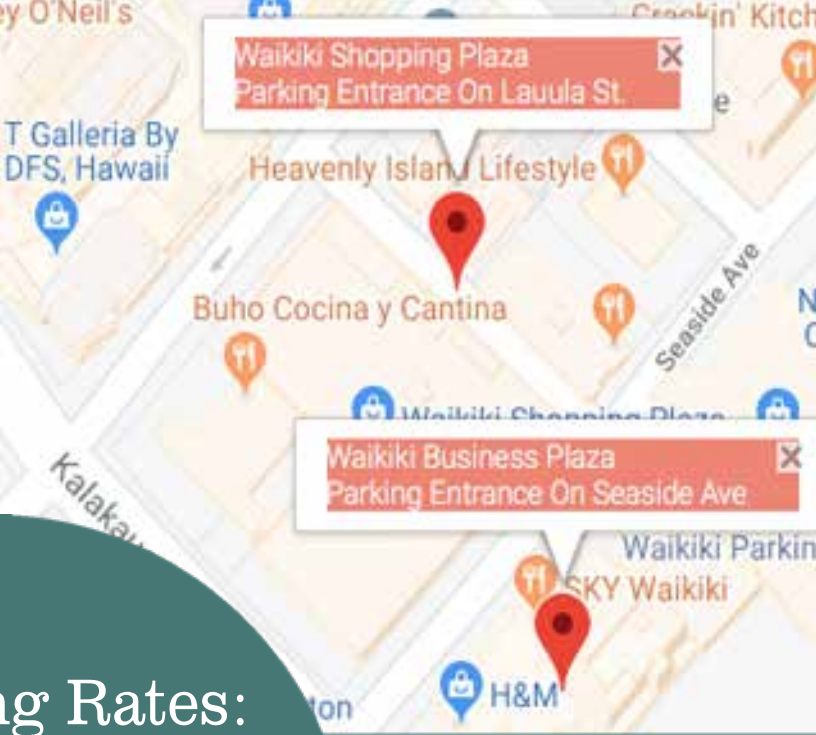 ey O'Neil's
Crackin' Kitch
Waikiki Shopping Plaza
Parking Entrance On Lauula St.
e
T Galleria By
DFS, Hawaii
Heavenly Island Lifestyle
Seaside Ave
Buho Cocina y Cantina
N
C
Waikiki Shopping Plaza
Waikiki Business Plaza
Parking Entrance On Seaside Ave
Kalakau
Waikiki Parkin
SKY Waikiki
H&M
ton
ng Rates: